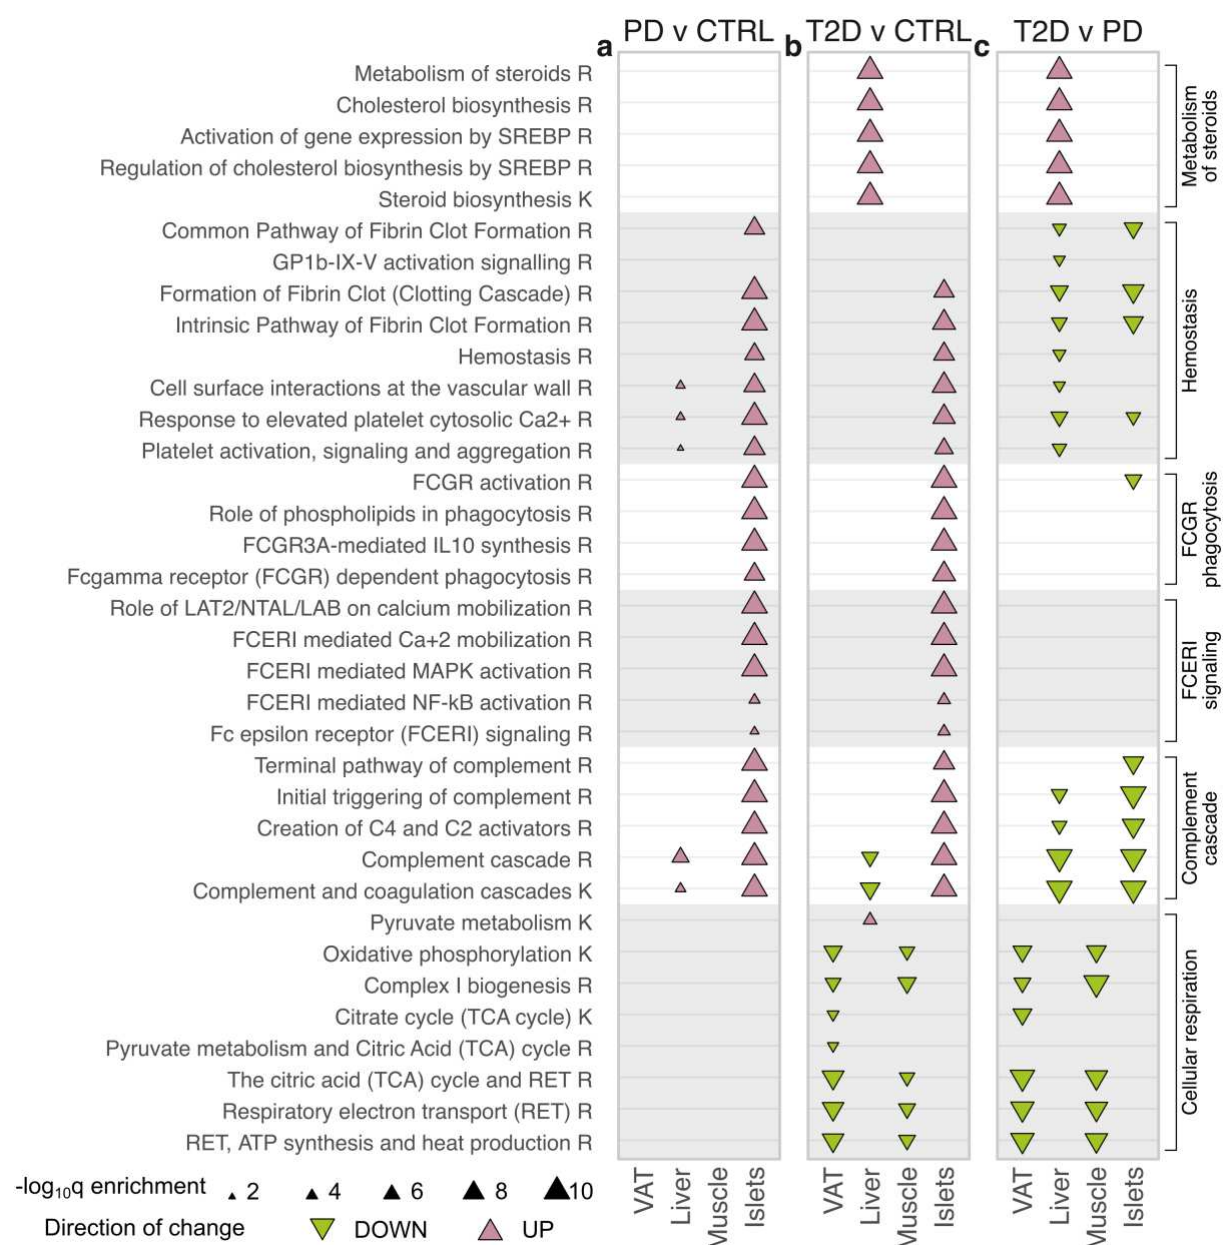 a PD v CTRL b T2D v CTRL c T2D v PD
Metabolism of steroids R
Cholesterol biosynthesis R
Activation of gene expression by SREBP R
Regulation of cholesterol biosynthesis by SREBP R
Steroid biosynthesis K
Metabolism
of steroids
Common Pathway of Fibrin Clot Formation R
GP1b-IX-V activation signalling R
Formation of Fibrin Clot (Clotting Cascade) R
Intrinsic Pathway of Fibrin Clot Formation R
Hemostasis R
Cell surface interactions at the vascular wall R
Response to elevated platelet cytosolic Ca2+ R
Platelet activation, signaling and aggregation R
Hemostasis
FCGR activation R
Role of phospholipids in phagocytosis R
FCGR3A-mediated IL10 synthesis R
Fcgamma receptor (FCGR) dependent phagocytosis R
FCGR
phagocytosis
Role of LAT2/NTAL/LAB on calcium mobilization R
FCERI mediated Ca+2 mobilization R
FCERI mediated MAPK activation R
FCERI mediated NF-kB activation R
Fc epsilon receptor (FCERI) signaling R
FCERI
signaling
Terminal pathway of complement R
Initial triggering of complement R
Creation of C4 and C2 activators R
Complement cascade R
Complement and coagulation cascades K
Complement
cascade
Pyruvate metabolism K
Oxidative phosphorylation K
Complex I biogenesis R
Citrate cycle (TCA cycle) K
Pyruvate metabolism and Citric Acid (TCA) cycle R
The citric acid (TCA) cycle and RET R
Respiratory electron transport (RET) R
RET, ATP synthesis and heat production R
Cellular respiration
VAT Liver Muscle Islets VAT Liver Muscle Islets VAT Liver Muscle Islets
-log₁₀q enrichment 2 4 6 8 10
Direction of change DOWN UP